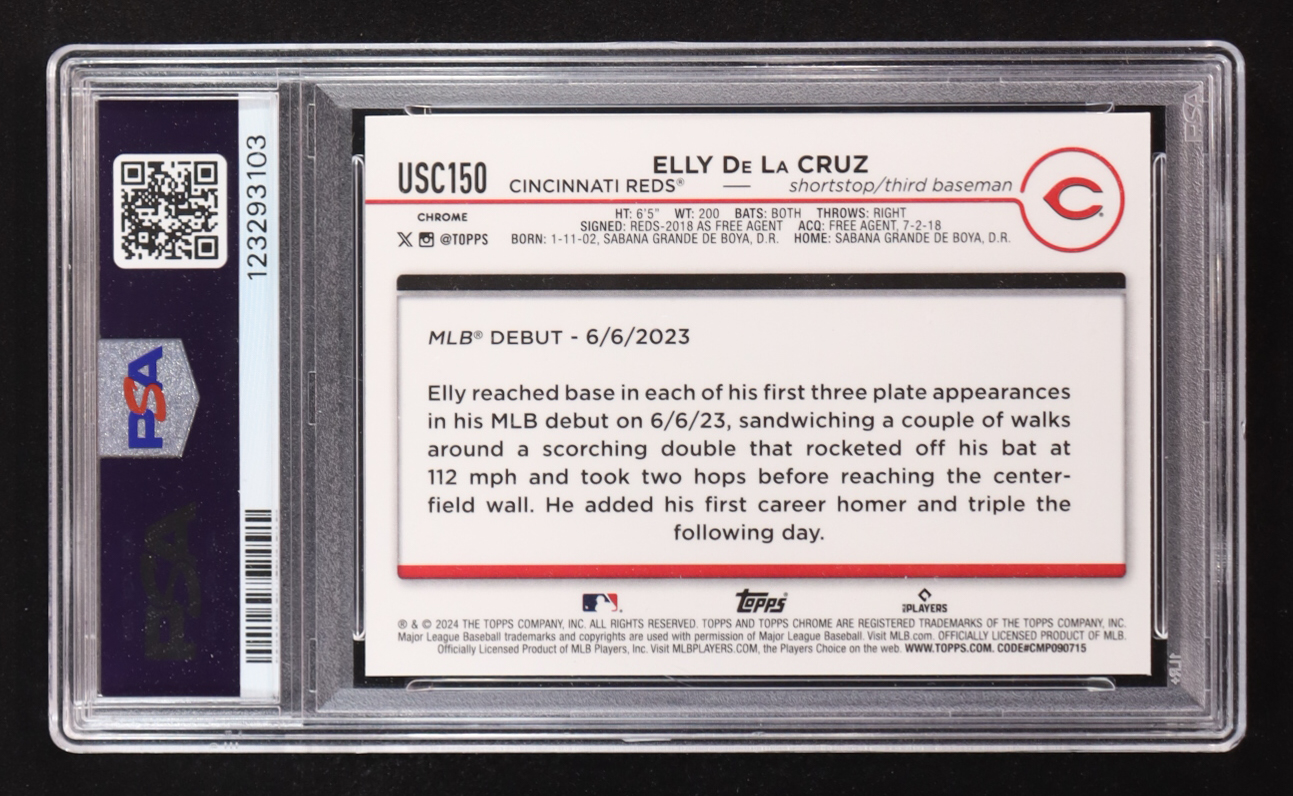 123293103
PSA
PSA
USC150
ELLY DE LA CRUZ
CINCINNATI REDS® — shortstop/third baseman
CHROME
@TOPPS
HT: 6'5" WT: 200 BATS: BOTH THROWS: RIGHT
SIGNED: REDS-2018 AS FREE AGENT ACQ: FREE AGENT, 7-2-18
BORN: 1-11-02, SABANA GRANDE DE BOYA, D.R. HOME: SABANA GRANDE DE BOYA, D.R.
MLB® DEBUT - 6/6/2023
Elly reached base in each of his first three plate appearances
in his MLB debut on 6/6/23, sandwiching a couple of walks
around a scorching double that rocketed off his bat at
112 mph and took two hops before reaching the center-
field wall. He added his first career homer and triple the
following day.
topps
PLAYERS
® & © 2024 THE TOPPS COMPANY, INC. ALL RIGHTS RESERVED. TOPPS AND TOPPS CHROME ARE REGISTERED TRADEMARKS OF THE TOPPS COMPANY, INC.
Major League Baseball trademarks and copyrights are used with permission of Major League Baseball. Visit MLB.com. OFFICIALLY LICENSED PRODUCT OF MLB.
Officially Licensed Product of MLB Players, Inc. Visit MLBPLAYERS.COM, the Players Choice on the web. WWW.TOPPS.COM. CODE#CMP090715
PSA